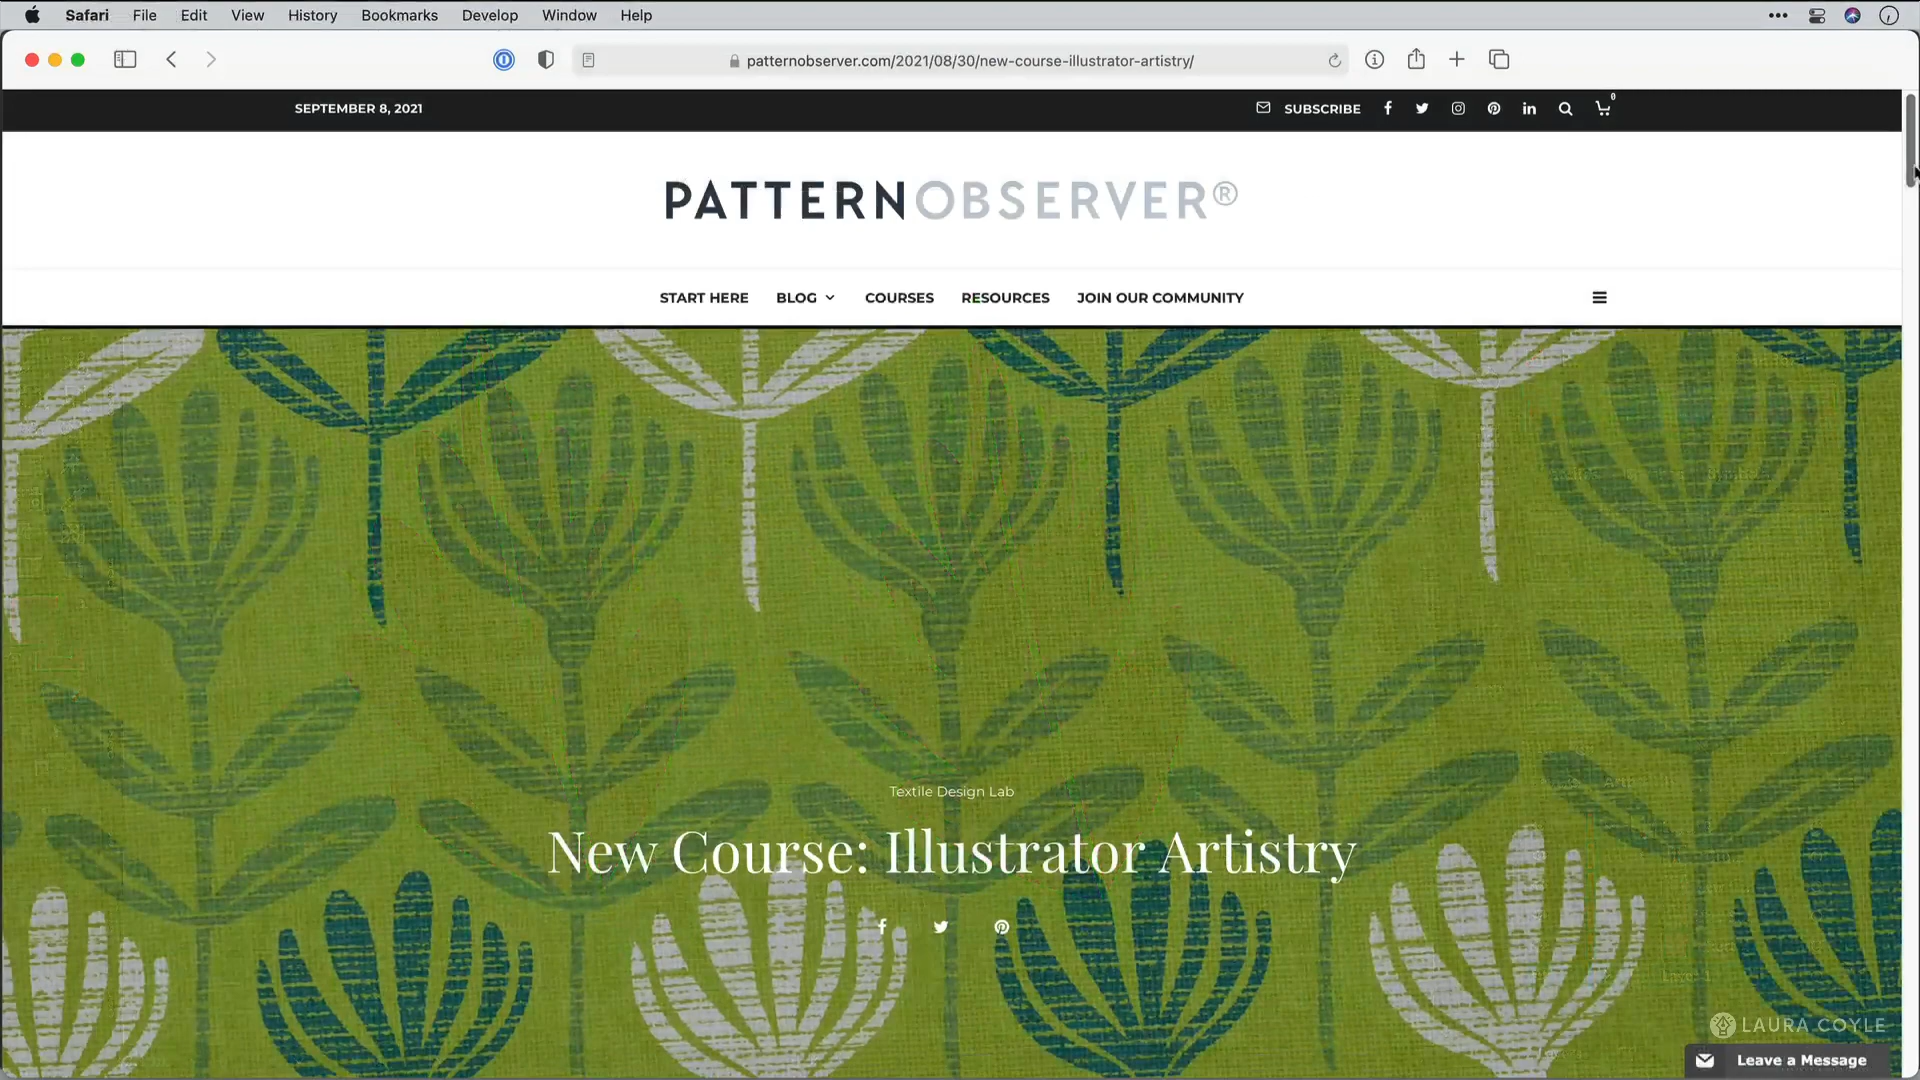 Safari File Edit View History Bookmarks Develop Window Help
patternobserver.com/2021/08/30/new-course-illustrator-artistry/
SEPTEMBER 8, 2021
SUBSCRIBE
0
PATTERNOBSERVER®
START HERE BLOG COURSES RESOURCES JOIN OUR COMMUNITY
Textile Design Lab
New Course: Illustrator Artistry
LAURA COYLE
Leave a Message